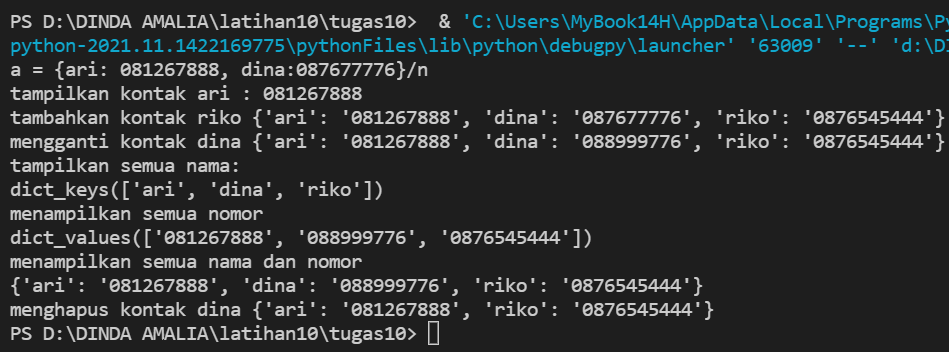 PS D:\DINDA AMALIA\latihan10\tugas10>  & 'C:\Users\MyBook14H\AppData\Local\Programs\Py
python-2021.11.1422169775\pythonFiles\lib\python\debugpy\launcher' '63009' '--' 'd:\DI
a = {ari: 081267888, dina:087677776}/n
tampilkan kontak ari : 081267888
tambahkan kontak riko {'ari': '081267888', 'dina': '087677776', 'riko': '0876545444'}
mengganti kontak dina {'ari': '081267888', 'dina': '088999776', 'riko': '0876545444'}
tampilkan semua nama:
dict_keys(['ari', 'dina', 'riko'])
menampilkan semua nomor
dict_values(['081267888', '088999776', '0876545444'])
menampilkan semua nama dan nomor
{'ari': '081267888', 'dina': '088999776', 'riko': '0876545444'}
menghapus kontak dina {'ari': '081267888', 'riko': '0876545444'}
PS D:\DINDA AMALIA\latihan10\tugas10>